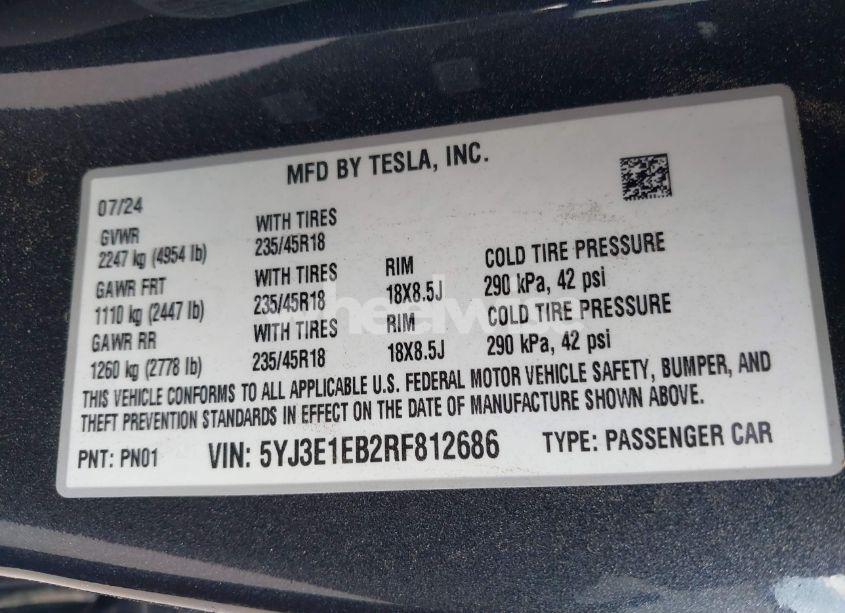 MFD BY TESLA, INC.
07/24
GVWR
2247 kg (4954 lb)
WITH TIRES
235/45R18
GAWR FRT
1110 kg (2447 lb)
WITH TIRES
235/45R18
RIM
18X8.5J
COLD TIRE PRESSURE
290 kPa, 42 psi
GAWR RR
1260 kg (2778 lb)
WITH TIRES
235/45R18
RIM
18X8.5J
COLD TIRE PRESSURE
290 kPa, 42 psi
THIS VEHICLE CONFORMS TO ALL APPLICABLE U.S. FEDERAL MOTOR VEHICLE SAFETY, BUMPER, AND
THEFT PREVENTION STANDARDS IN EFFECT ON THE DATE OF MANUFACTURE SHOWN ABOVE.
PNT: PN01 VIN: 5YJ3E1EB2RF812686 TYPE: PASSENGER CAR